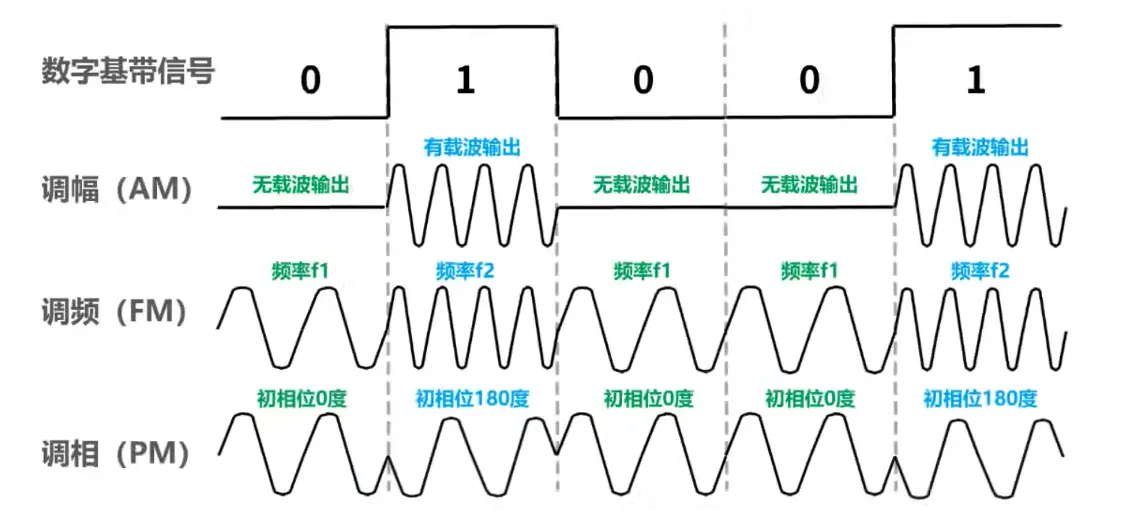 数字基带信号 0 1 0 0 1
有载波输出 有载波输出
调幅（AM） 无载波输出 无载波输出 无载波输出
频率f1 频率f2 频率f1 频率f1 频率f2
调频（FM）
初相位0度 初相位180度 初相位0度 初相位0度 初相位180度
调相（PM）